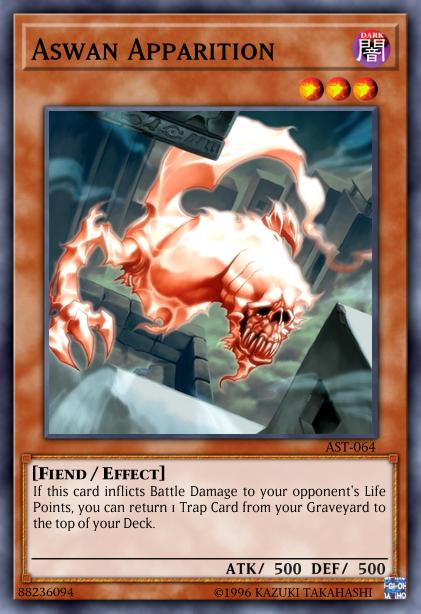 Aswan Apparition
DARK
闇
AST-064
[Fiend / Effect]
If this card inflicts Battle Damage to your opponent's Life
Points, you can return 1 Trap Card from your Graveyard to
the top of your Deck.
ATK/ 500 DEF/ 500
88236094
©1996 KAZUKI TAKAHASHI